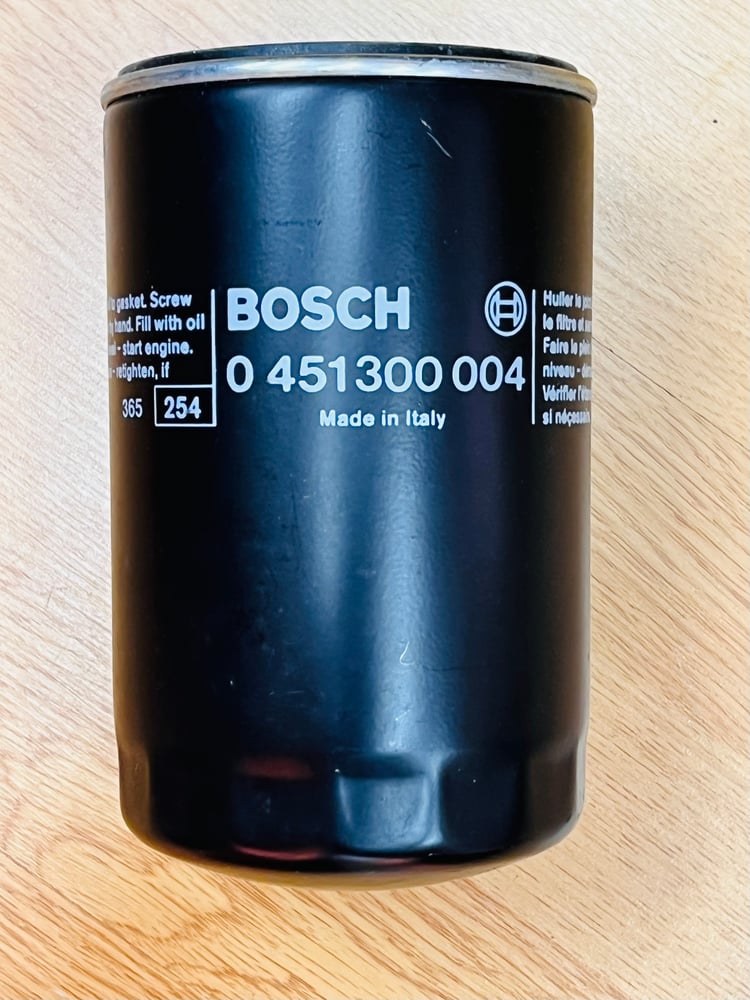 gasket. Screw
hand. Fill with oil
- start engine.
- retighten, if
365 254
BOSCH
0 451 300 004
Made in Italy
Huiler le
le filtre et
Faire le
niveau -
Vérifier
si